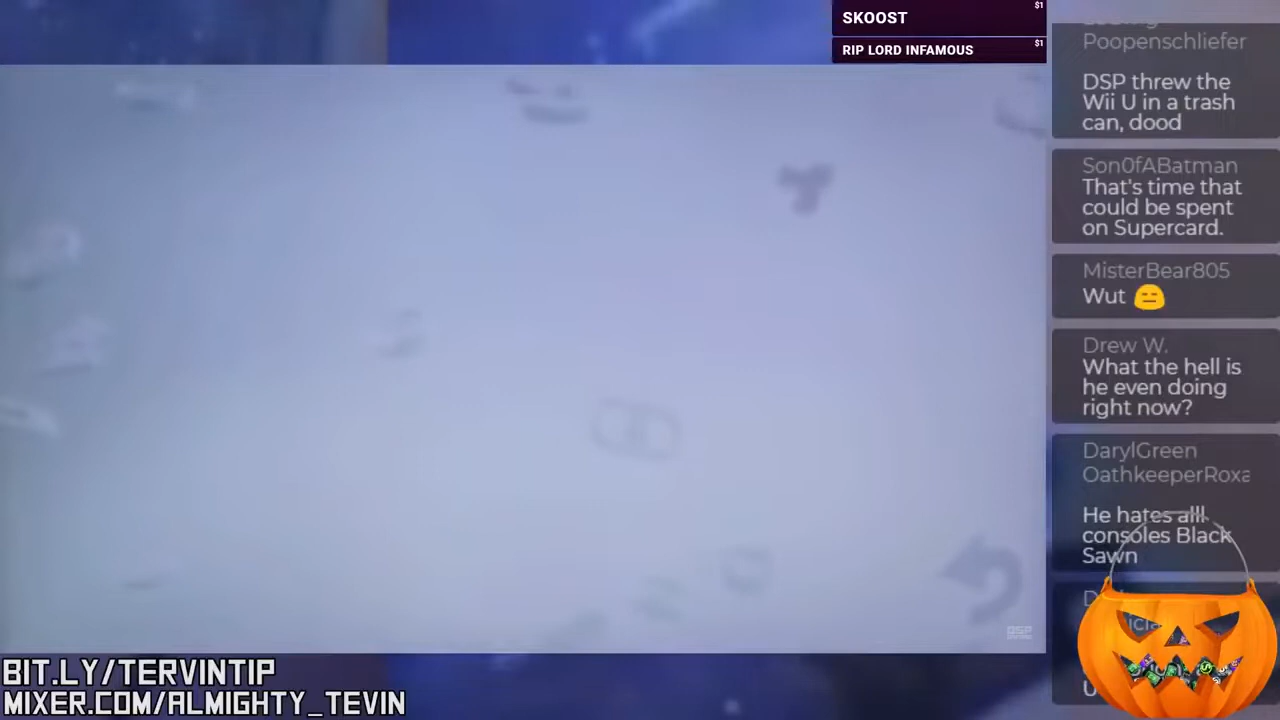 SKOOST
$1
RIP LORD INFAMOUS
$1
Poopenschliefer
DSP threw the
Wii U in a trash
can, dood
Son0fABatman
That's time that
could be spent
on Supercard.
MisterBear805
Wut
Drew W.
What the hell is
he even doing
right now?
DarylGreen
OathkeeperRoxa
He hates alll
consoles Black
Sawn
DSP
BIT.LY/TERVINTIP
MIXER.COM/ALMIGHTY_TEVIN